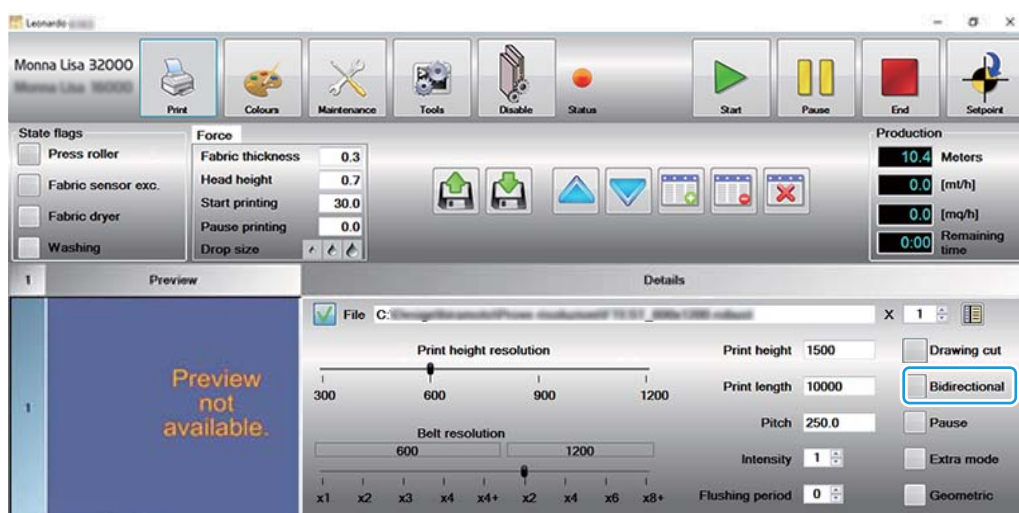 Leonardo
Monna Lisa 32000
Print
Colours
Maintenance
Tools
Disable
Status
Start
Pause
End
Setpoint
State flags
Press roller
Fabric sensor exc.
Fabric dryer
Washing
Force
Fabric thickness 0.3
Head height 0.7
Start printing 30.0
Pause printing 0.0
Drop size
Production
10.4 Meters
0.0 [mt/h]
0.0 [mq/h]
0:00 Remaining time
1 Preview
Details
1
Preview
not
available.
File C:
X 1
Print height resolution
300 600 900 1200
Belt resolution
600 1200
x1 x2 x3 x4 x4+ x2 x4 x6 x8+
Print height 1500
Print length 10000
Pitch 250.0
Intensity 1
Flushing period 0
Drawing cut
Bidirectional
Pause
Extra mode
Geometric